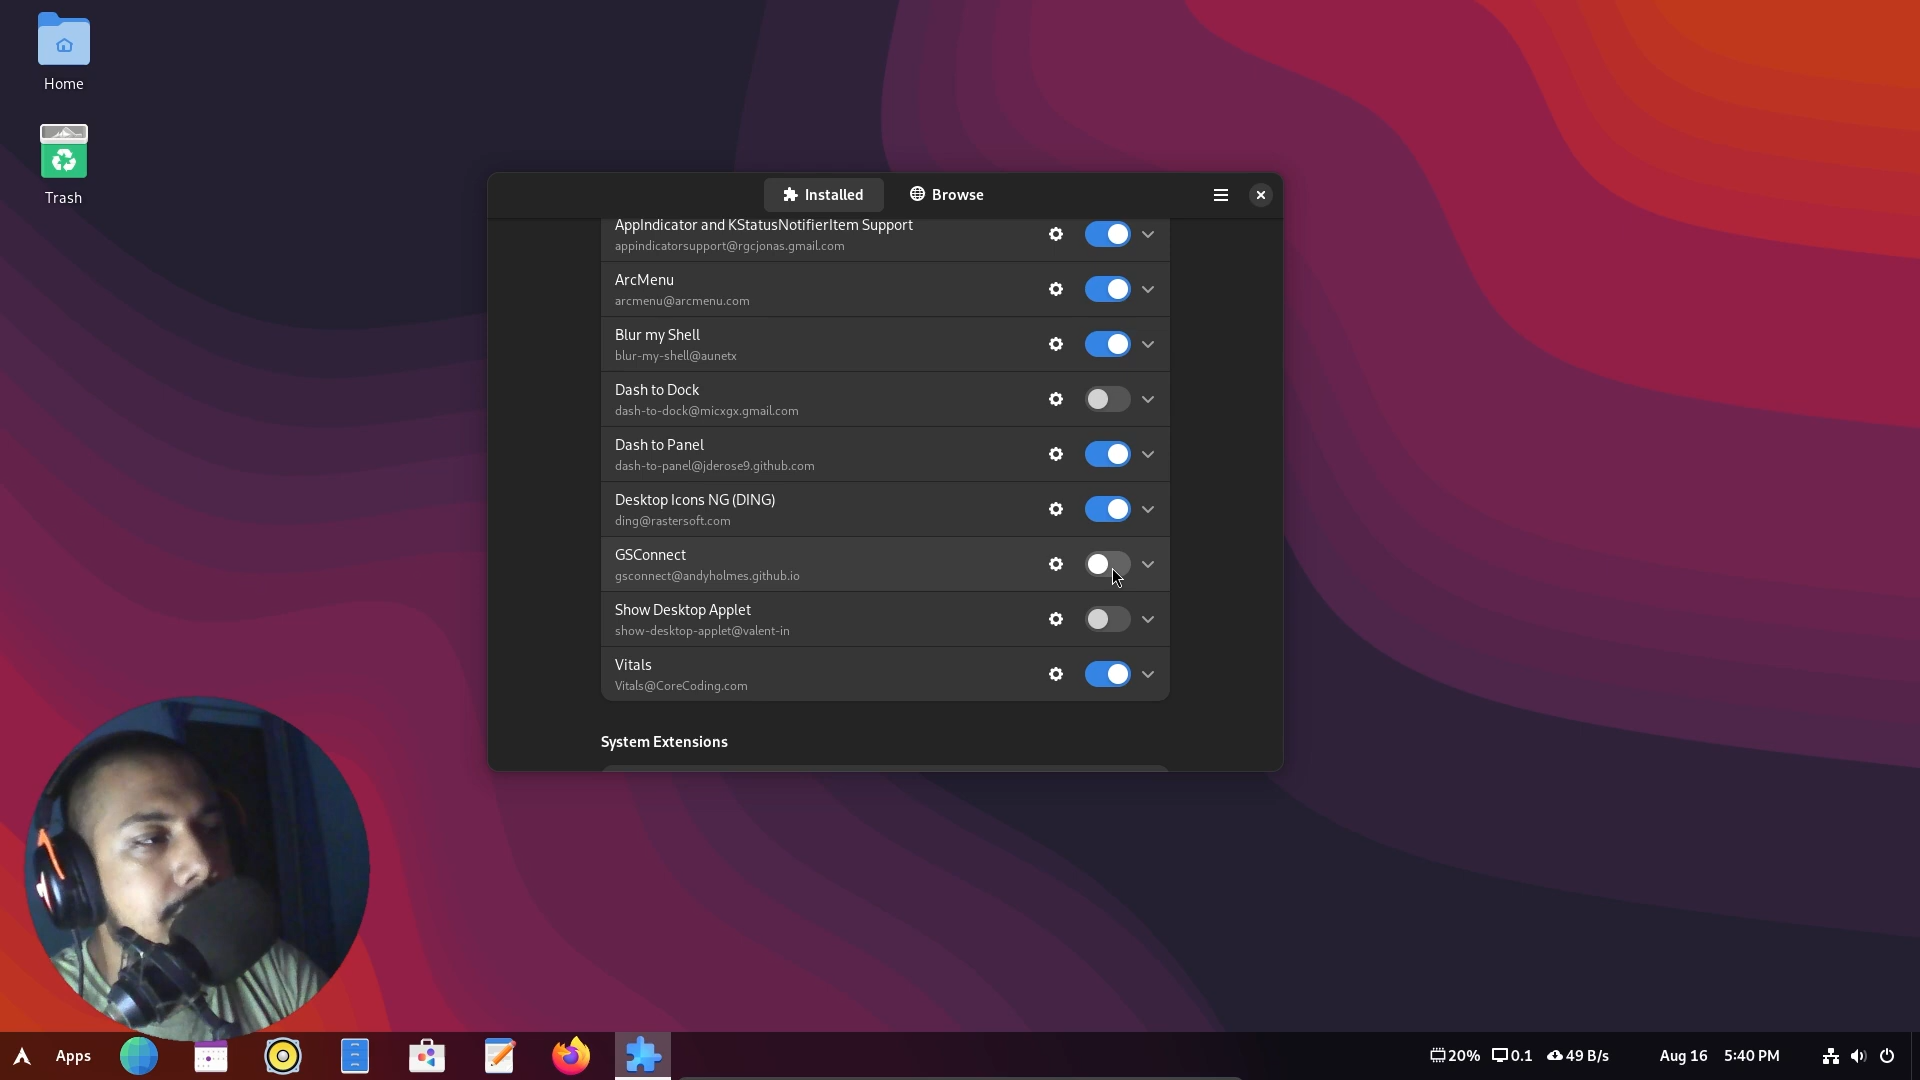 Home
Trash
Installed
Browse
AppIndicator and KStatusNotifierItem Support
appindicatorsupport@rgcjonas.gmail.com
ArcMenu
arcmenu@arcmenu.com
Blur my Shell
blur-my-shell@aunetx
Dash to Dock
dash-to-dock@micxgx.gmail.com
Dash to Panel
dash-to-panel@jderose9.github.com
Desktop Icons NG (DING)
ding@rastersoft.com
GSConnect
gsconnect@andyholmes.github.io
Show Desktop Applet
show-desktop-applet@valent-in
Vitals
Vitals@CoreCoding.com
System Extensions
Apps
20%
0.1
49 B/s
Aug 16
5:40 PM